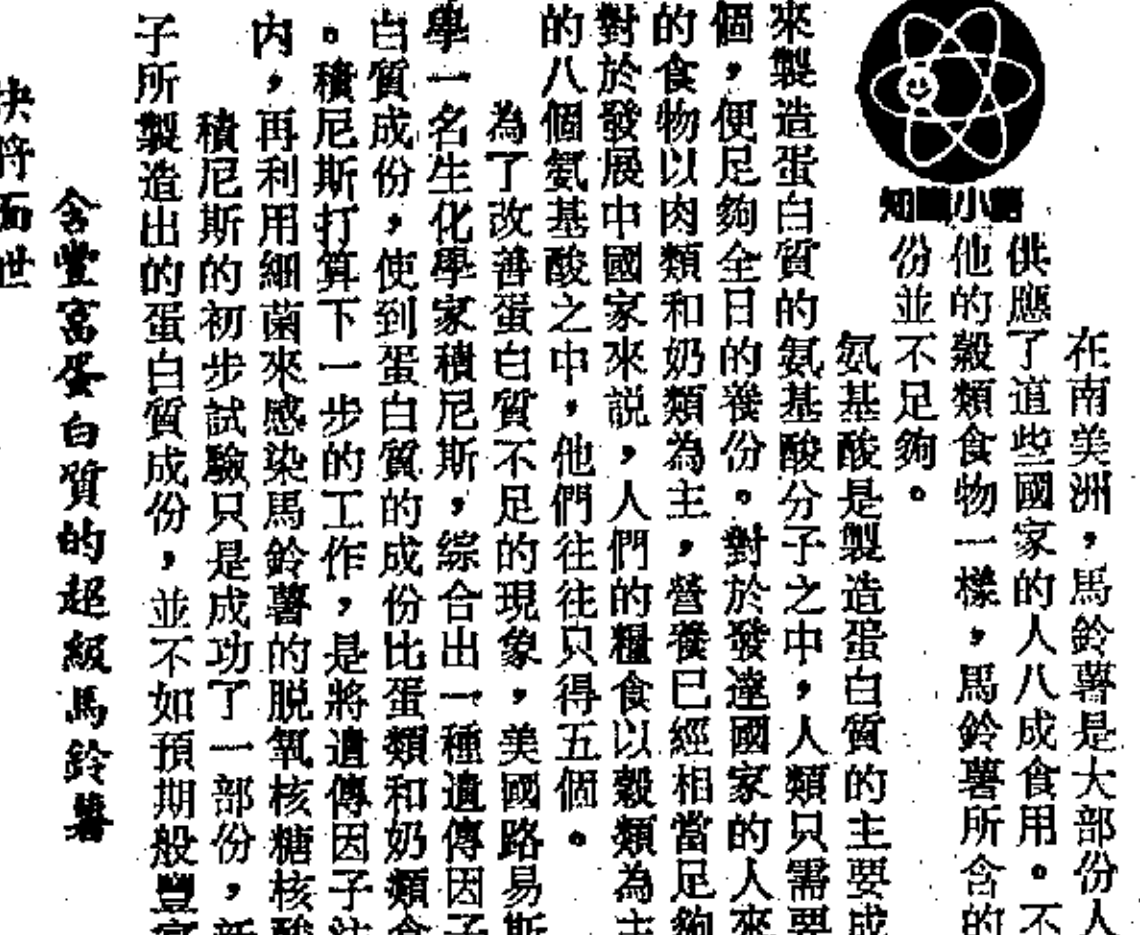 知識小語
在南美洲，馬鈴薯是大部份人
供應了這些國家的人八成食用。不
他的穀類食物一樣，馬鈴薯所含的
份並不足夠。
氨基酸是製造蛋白質的主要成
來製造蛋白質的氨基酸分子之中，人類只需要
個，便足夠全日的養份。對於發達國家的人來
的食物以肉類和奶類為主，營養已經相當足夠
對於發展中國家來説，人們的糧食以穀類為主
的八個氨基酸之中，他們往往只得五個。
為了改善蛋白質不足的現象，美國路易斯
學一名生化學家積尼斯，綜合出一種遺傳因子
白質成份，使到蛋白質的成份比蛋類和奶類食
。積尼斯打算下一步的工作，是將遺傳因子注
内，再利用細菌來感染馬鈴薯的脱氧核糖核酸
積尼斯的初步試驗只是成功了一部份，新
子所製造出的蛋白質成份，並不如預期般豐富
含豐富蛋白質的超級馬鈴薯
快將面世